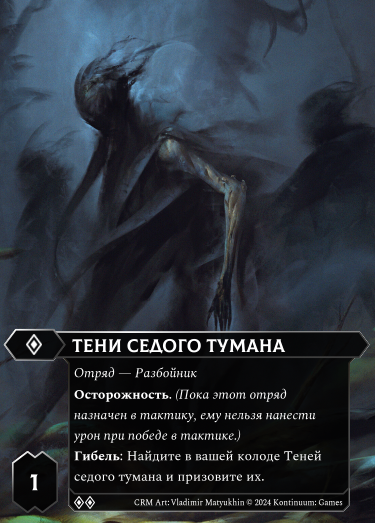 ТЕНИ СЕДОГО ТУМАНА
Отряд — Разбойник
Осторожность. (Пока этот отряд
назначен в тактику, ему нельзя нанести
урон при победе в тактике.)
Гибель: Найдите в вашей колоде Теней
седого тумана и призовите их.
1
CRM Art: Vladimir Matyukhin © 2024 Kontinuum: Games